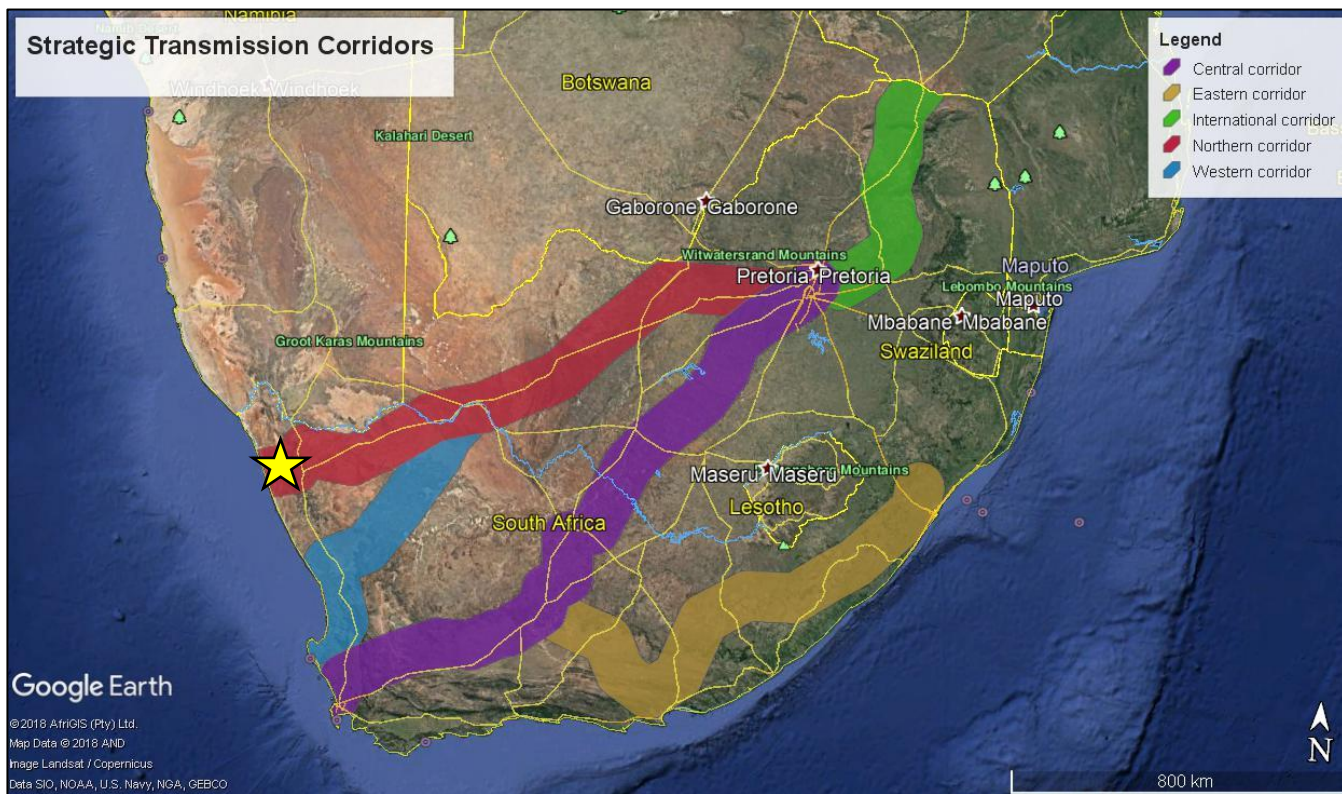 Namibia
Strategic Transmission Corridors
Windhoek Windhoek
Botswana
Kalahari Desert
Legend
Central corridor
Eastern corridor
International corridor
Northern corridor
Western corridor
Gaborone Gaborone
Witwatersrand Mountains
Pretoria Pretoria
Maputo
Lebombo Mountains
Maputo
Mbabane Mbabane
Swaziland
Groot Karas Mountains
Maseru Maseru
Mountains
Lesotho
South Africa
Google Earth
© 2018 AfriGIS (Pty) Ltd.
Map Data © 2018 AND
Image Landsat / Copernicus
Data SIO, NOAA, U.S. Navy, NGA, GEBCO
N
800 km